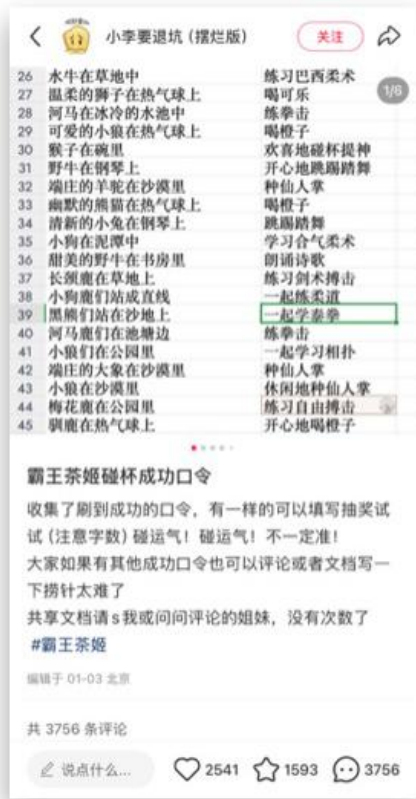 小李要退坑 (摆烂版)
关注
1/6
26 水牛在草地中 练习巴西柔术
27 温柔的狮子在热气球上 喝可乐
28 河马在冰冷的水池中 练拳击
29 可爱的小狼在热气球上 喝橙子
30 猴子在碗里 欢喜地碰杯提神
31 野牛在钢琴上 开心地跳踢踏舞
32 端庄的羊驼在沙漠里 种仙人掌
33 幽默的熊猫在热气球上 喝橙子
34 清新的小兔在钢琴上 跳踢踏舞
35 小狗在泥潭中 学习合气柔术
36 甜美的野牛在书房里 朗诵诗歌
37 长颈鹿在草地上 练习剑术搏击
38 小狗鹿们站成直线 一起练柔道
39 黑熊们站在沙地上 一起学泰拳
40 河马鹿们在池塘边 练拳击
41 小狼们在公园里 一起学习相扑
42 端庄的大象在沙漠里 种仙人掌
43 小狼在沙漠里 休闲地种仙人掌
44 梅花鹿在公园里 练习自由搏击
45 驯鹿在热气球上 开心地喝橙子
霸王茶姬碰杯成功口令
收集了刷到成功的口令，有一样的可以填写抽奖试
试 (注意字数) 碰运气！碰运气！不一定准！
大家如果有其他成功口令也可以评论或者文档写一
下捞针太难了
共享文档请s我或问问评论的姐妹，没有次数了
#霸王茶姬
编辑于 01-03 北京
共 3756 条评论
说点什么...
2541
1593
3756